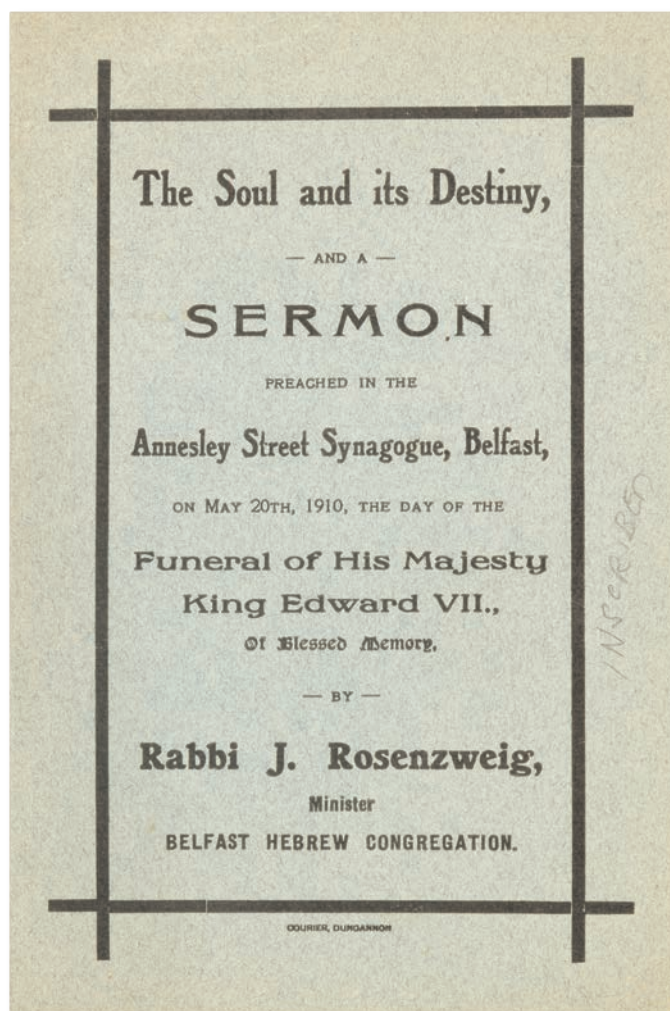 The Soul and its Destiny,
— AND A —
SERMON
PREACHED IN THE
Annesley Street Synagogue, Belfast,
ON MAY 20TH, 1910, THE DAY OF THE
Funeral of His Majesty
King Edward VII.,
Of Blessed Memory,
— BY —
Rabbi J. Rosenzweig,
Minister
BELFAST HEBREW CONGREGATION.
COURIER, DUNGANNON
INSCRIBED